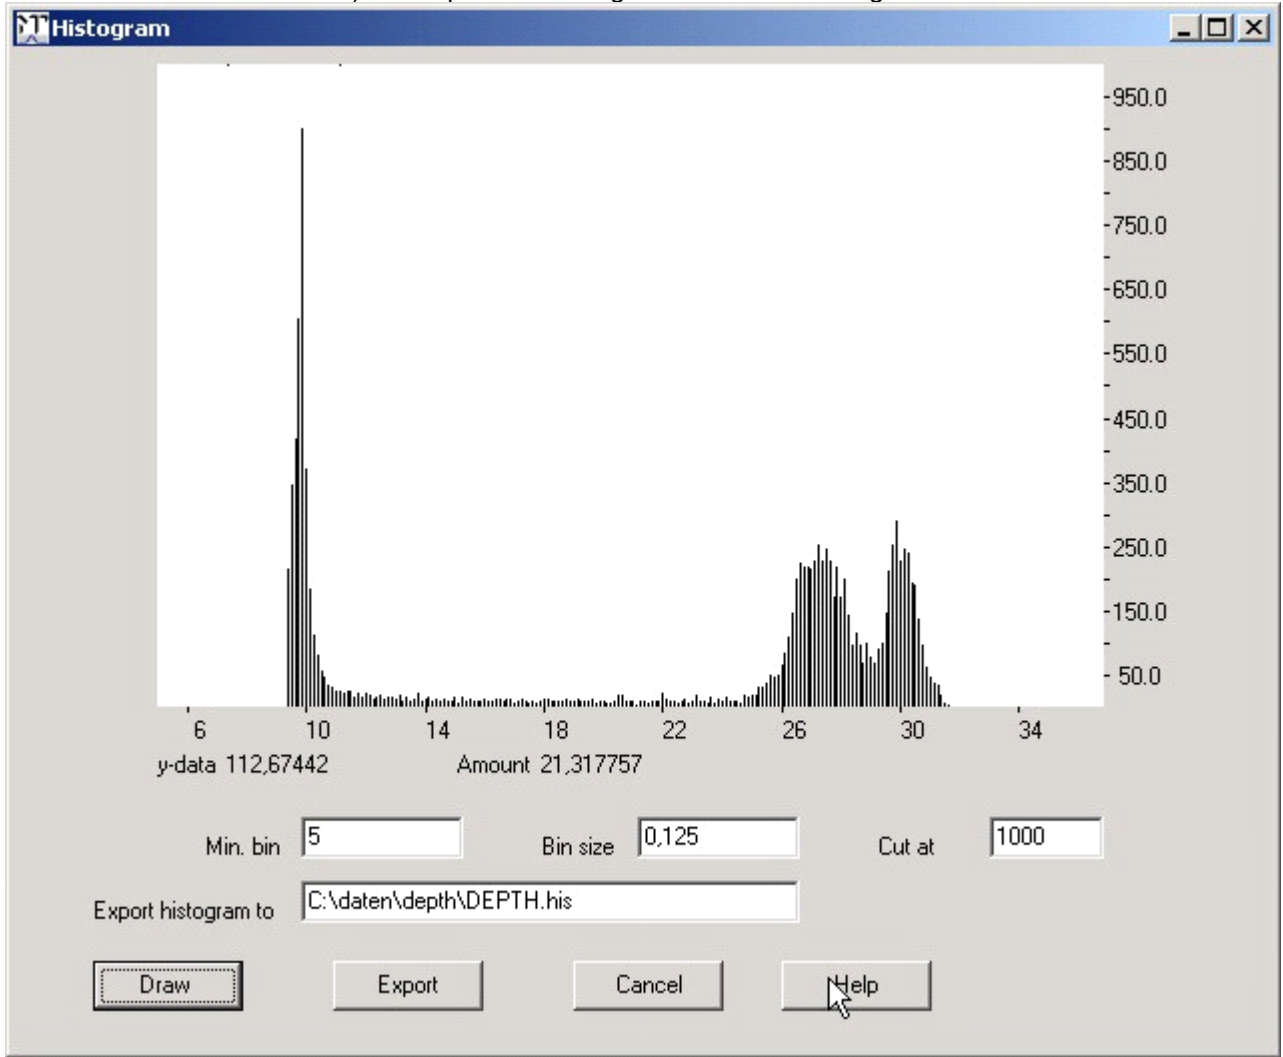 Histogram
950.0
850.0
750.0
650.0
550.0
450.0
350.0
250.0
150.0
50.0
6 10 14 18 22 26 30 34
y-data 112,67442 Amount 21,317757
Min. bin 5 Bin size 0,125 Cut at 1000
Export histogram to C:\daten\depth\DEPTH.his
Draw Export Cancel Help